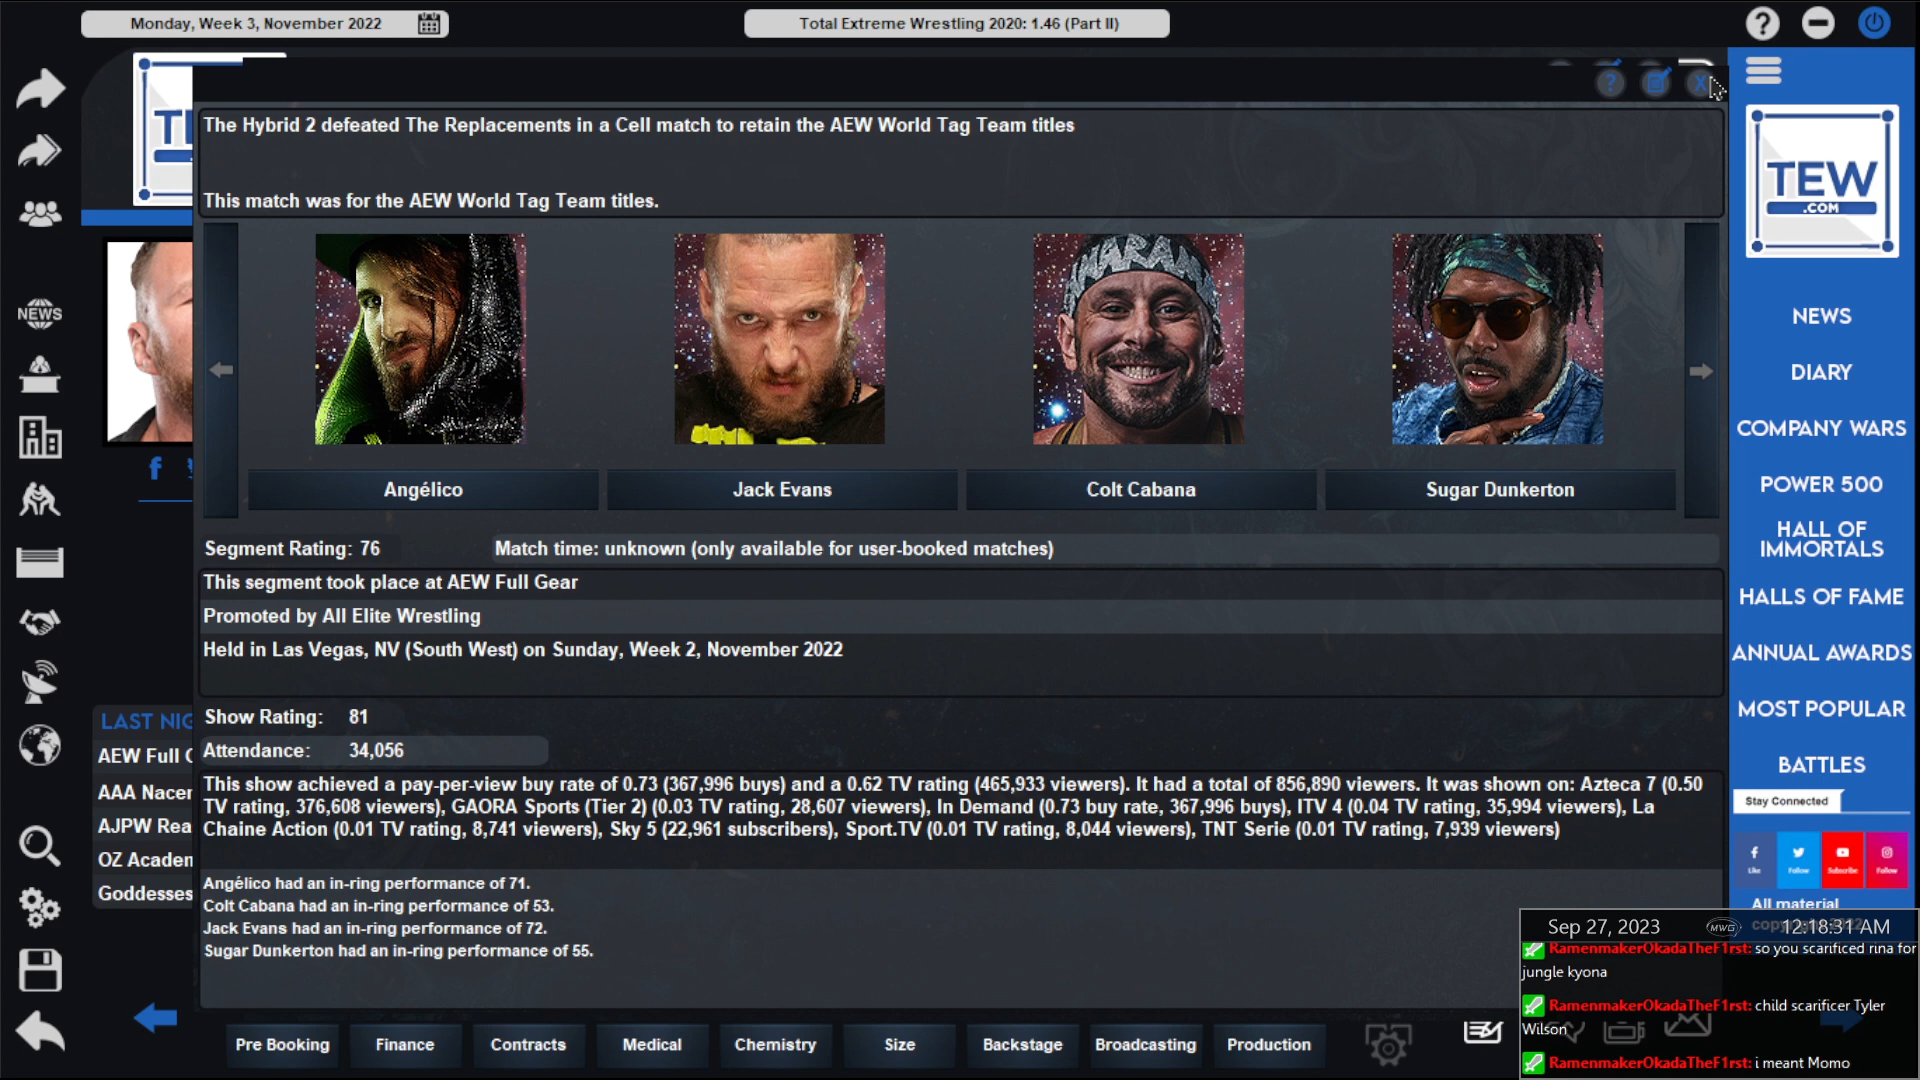 Monday, Week 3, November 2022
Total Extreme Wrestling 2020: 1.46 (Part II)
The Hybrid 2 defeated The Replacements in a Cell match to retain the AEW World Tag Team titles
This match was for the AEW World Tag Team titles.
Angélico
Jack Evans
Colt Cabana
Sugar Dunkerton
Segment Rating: 76
Match time: unknown (only available for user-booked matches)
This segment took place at AEW Full Gear
Promoted by All Elite Wrestling
Held in Las Vegas, NV (South West) on Sunday, Week 2, November 2022
Show Rating: 81
Attendance: 34,056
This show achieved a pay-per-view buy rate of 0.73 (367,996 buys) and a 0.62 TV rating (465,933 viewers). It had a total of 856,890 viewers. It was shown on: Azteca 7 (0.50
TV rating, 376,608 viewers), GAORA Sports (Tier 2) (0.03 TV rating, 28,607 viewers), In Demand (0.73 buy rate, 367,996 buys), ITV 4 (0.04 TV rating, 35,994 viewers), La
Chaine Action (0.01 TV rating, 8,741 viewers), Sky 5 (22,961 subscribers), Sport.TV (0.01 TV rating, 8,044 viewers), TNT Serie (0.01 TV rating, 7,939 viewers)
Angélico had an in-ring performance of 71.
Colt Cabana had an in-ring performance of 53.
Jack Evans had an in-ring performance of 72.
Sugar Dunkerton had an in-ring performance of 55.
NEWS
LAST NIG
AEW Full G
AAA Nacer
AJPW Rea
OZ Academ
Goddesses
Pre Booking
Finance
Contracts
Medical
Chemistry
Size
Backstage
Broadcasting
Production
TEW
.COM
NEWS
DIARY
COMPANY WARS
POWER 500
HALL OF
IMMORTALS
HALLS OF FAME
ANNUAL AWARDS
MOST POPULAR
BATTLES
Stay Connected
Like
Follow
Subscribe
Follow
All material
Sep 27, 2023
MWG
12:18:31 AM
RamenmakerOkadaTheF1rst: so you scarificed rina for
jungle kyona
RamenmakerOkadaTheF1rst: child scarificer Tyler
Wilson
RamenmakerOkadaTheF1rst: i meant Momo